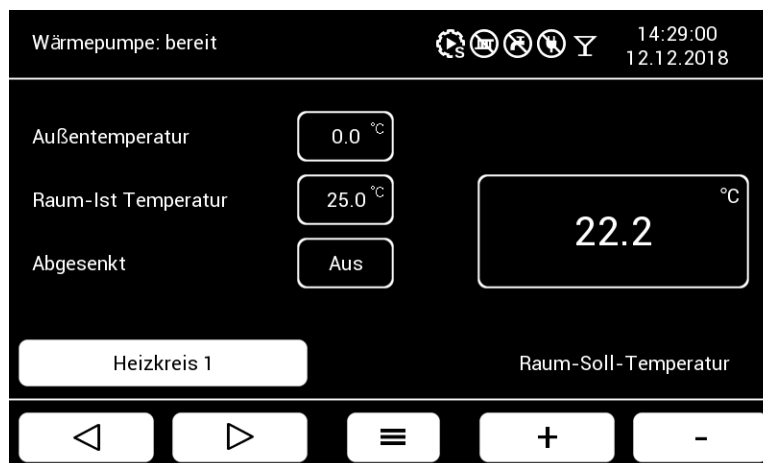 Wärmepumpe: bereit
S
14:29:00
12.12.2018
Außentemperatur
0.0 °C
Raum-Ist Temperatur
25.0 °C
Abgesenkt
Aus
°C
22.2
Heizkreis 1
Raum-Soll-Temperatur
+
-